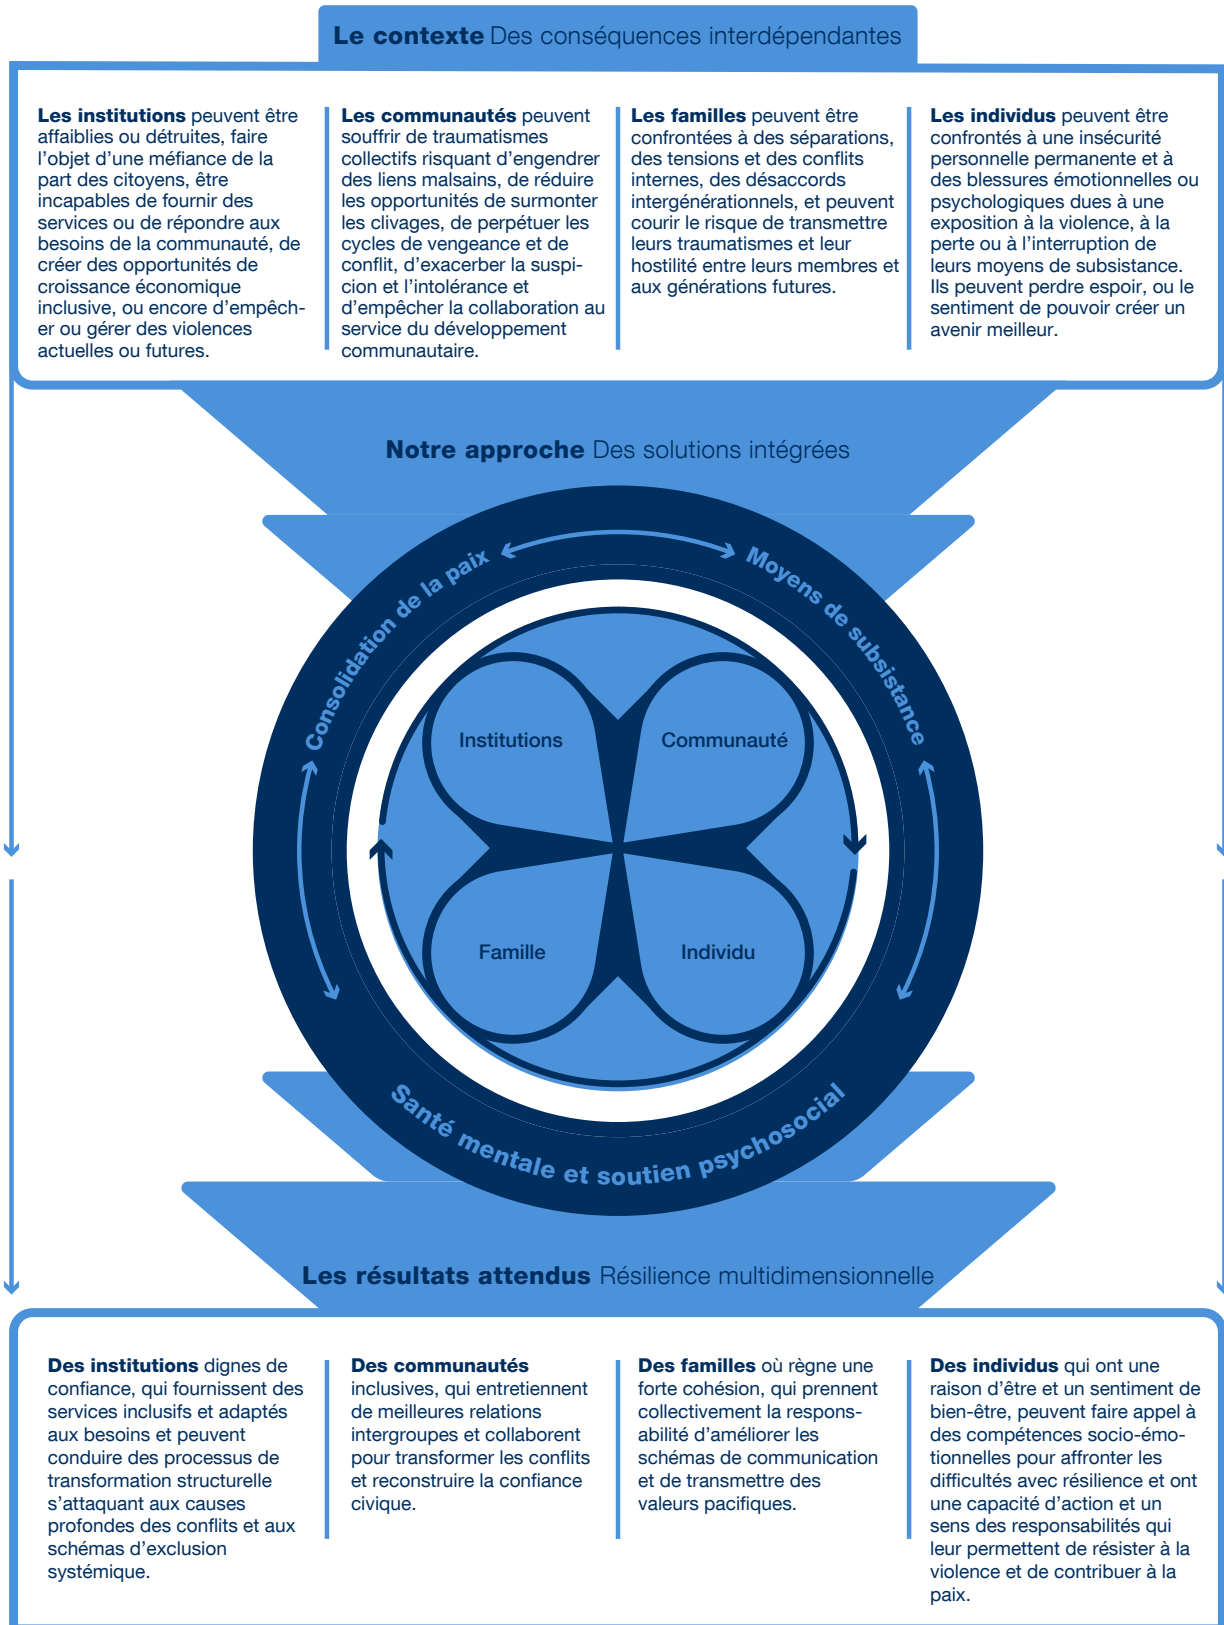 Le contexte Des conséquences interdépendantes
Les institutions peuvent être
affaiblies ou détruites, faire
l'objet d'une méfiance de la
part des citoyens, être
incapables de fournir des
services ou de répondre aux
besoins de la communauté, de
créer des opportunités de
croissance économique
inclusive, ou encore d'empêch-
er ou gérer des violences
actuelles ou futures.
Les communautés peuvent
souffrir de traumatismes
collectifs risquant d'engendrer
des liens malsains, de réduire
les opportunités de surmonter
les clivages, de perpétuer les
cycles de vengeance et de
conflit, d'exacerber la suspi-
cion et l'intolérance et
d'empêcher la collaboration au
service du développement
communautaire.
Les familles peuvent être
confrontées à des séparations,
des tensions et des conflits
internes, des désaccords
intergénérationnels, et peuvent
courir le risque de transmettre
leurs traumatismes et leur
hostilité entre leurs membres et
aux générations futures.
Les individus peuvent être
confrontés à une insécurité
personnelle permanente et à
des blessures émotionnelles ou
psychologiques dues à une
exposition à la violence, à la
perte ou à l'interruption de
leurs moyens de subsistance.
Ils peuvent perdre espoir, ou le
sentiment de pouvoir créer un
avenir meilleur.
Notre approche Des solutions intégrées
Consolidation de la paix
Moyens de subsistance
Institutions
Communauté
Famille
Individu
Santé mentale et soutien psychosocial
Les résultats attendus Résilience multidimensionnelle
Des institutions dignes de
confiance, qui fournissent des
services inclusifs et adaptés
aux besoins et peuvent
conduire des processus de
transformation structurelle
s'attaquant aux causes
profondes des conflits et aux
schémas d'exclusion
systémique.
Des communautés
inclusives, qui entretiennent
de meilleures relations
intergroupes et collaborent
pour transformer les conflits
et reconstruire la confiance
civique.
Des familles où règne une
forte cohésion, qui prennent
collectivement la respons-
abilité d'améliorer les
schémas de communication
et de transmettre des
valeurs pacifiques.
Des individus qui ont une
raison d'être et un sentiment de
bien-être, peuvent faire appel à
des compétences socio-émo-
tionnelles pour affronter les
difficultés avec résilience et ont
une capacité d'action et un
sens des responsabilités qui
leur permettent de résister à la
violence et de contribuer à la
paix.